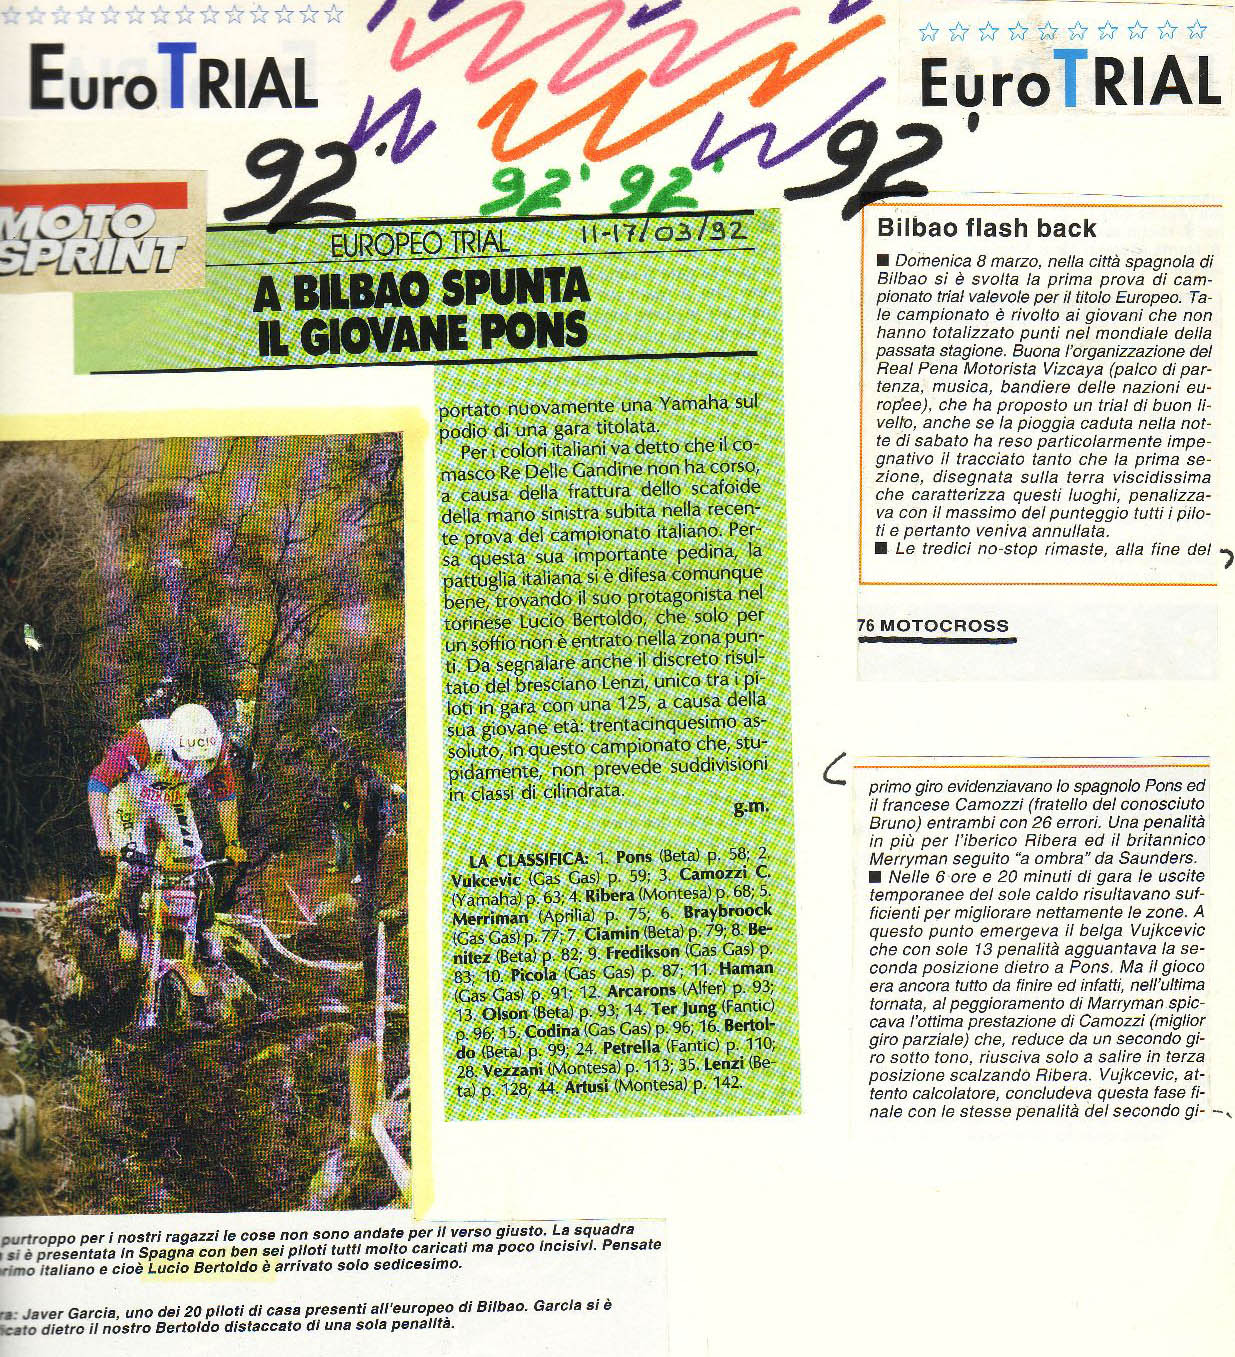 EuroTRIAL
EuroTRIAL
92'
92' 92'
92'
MOTO
SPRINT
EUROPEO TRIAL 11-17/03/92
A BILBAO SPUNTA
IL GIOVANE PONS
portato nuovamente una Yamaha sul
podio di una gara titolata.
Per i colori italiani va detto che il co-
masco Re Delle Gandine non ha corso,
a causa della frattura dello scafoide
della mano sinistra subita nella recen-
te prova del campionato italiano. Per-
sa questa sua importante pedina, la
pattuglia italiana si è difesa comunque
bene, trovando il suo protagonista nel
torinese Lucio Bertoldo, che solo per
un soffio non è entrato nella zona pun-
ti. Da segnalare anche il discreto risul-
tato del bresciano Lenzi, unico tra i pi-
loti in gara con una 125, a causa della
sua giovane età: trentacinquesimo as-
soluto, in questo campionato che, stu-
pidamente, non prevede suddivisioni
in classi di cilindrata.
g.m.
LA CLASSIFICA: 1. Pons (Beta) p. 58; 2.
Vukcevic (Gas Gas) p. 59; 3. Camozzi C.
(Yamaha) p. 63; 4. Ribera (Montesa) p. 68; 5.
Merriman (Aprilia) p. 75; 6. Braybroock
(Gas Gas) p. 77; 7. Ciamin (Beta) p. 79; 8. Be-
nitez (Beta) p. 82; 9. Fredikson (Gas Gas) p.
83; 10. Picola (Gas Gas) p. 87; 11. Haman
(Gas Gas) p. 91; 12. Arcarons (Alfer) p. 93;
13. Olson (Beta) p. 93; 14. Ter Jung (Fantic)
p. 96; 15. Codina (Gas Gas) p. 96; 16. Bertol-
do (Beta) p. 99; 24. Petrella (Fantic) p. 110;
28. Vezzani (Montesa) p. 113; 35. Lenzi (Be-
ta) p. 128; 44. Artusi (Montesa) p. 142.
LUCIO
purtroppo per i nostri ragazzi le cose non sono andate per il verso giusto. La squadra
si è presentata in Spagna con ben sei piloti tutti molto caricati ma poco incisivi. Pensate
italiano e cioè Lucio Bertoldo è arrivato solo sedicesimo.
Javer Garcia, uno dei 20 piloti di casa presenti all'europeo di Bilbao. Garcia si è
dietro il nostro Bertoldo distaccato di una sola penalità.
Bilbao flash back
■ Domenica 8 marzo, nella città spagnola di
Bilbao si è svolta la prima prova di cam-
pionato trial valevole per il titolo Europeo. Ta-
le campionato è rivolto ai giovani che non
hanno totalizzato punti nel mondiale della
passata stagione. Buona l'organizzazione del
Real Pena Motorista Vizcaya (palco di par-
tenza, musica, bandiere delle nazioni eu-
ropee), che ha proposto un trial di buon li-
vello, anche se la pioggia caduta nella not-
te di sabato ha reso particolarmente impe-
gnativo il tracciato tanto che la prima se-
zione, disegnata sulla terra viscidissima
che caratterizza questi luoghi, penalizza-
va con il massimo del punteggio tutti i pilo-
ti e pertanto veniva annullata.
■ Le tredici no-stop rimaste, alla fine del
76 MOTOCROSS
primo giro evidenziavano lo spagnolo Pons ed
il francese Camozzi (fratello del conosciuto
Bruno) entrambi con 26 errori. Una penalità
in più per l'iberico Ribera ed il britannico
Merryman seguito "a ombra" da Saunders.
■ Nelle 6 ore e 20 minuti di gara le uscite
temporanee del sole caldo risultavano suf-
ficienti per migliorare nettamente le zone. A
questo punto emergeva il belga Vujkcevic
che con sole 13 penalità agguantava la se-
conda posizione dietro a Pons. Ma il gioco
era ancora tutto da finire ed infatti, nell'ultima
tornata, al peggioramento di Marryman spic-
cava l'ottima prestazione di Camozzi (miglior
giro parziale) che, reduce da un secondo gi-
ro sotto tono, riusciva solo a salire in terza
posizione scalzando Ribera. Vujkcevic, at-
tento calcolatore, concludeva questa fase fi-
nale con le stesse penalità del secondo gi-